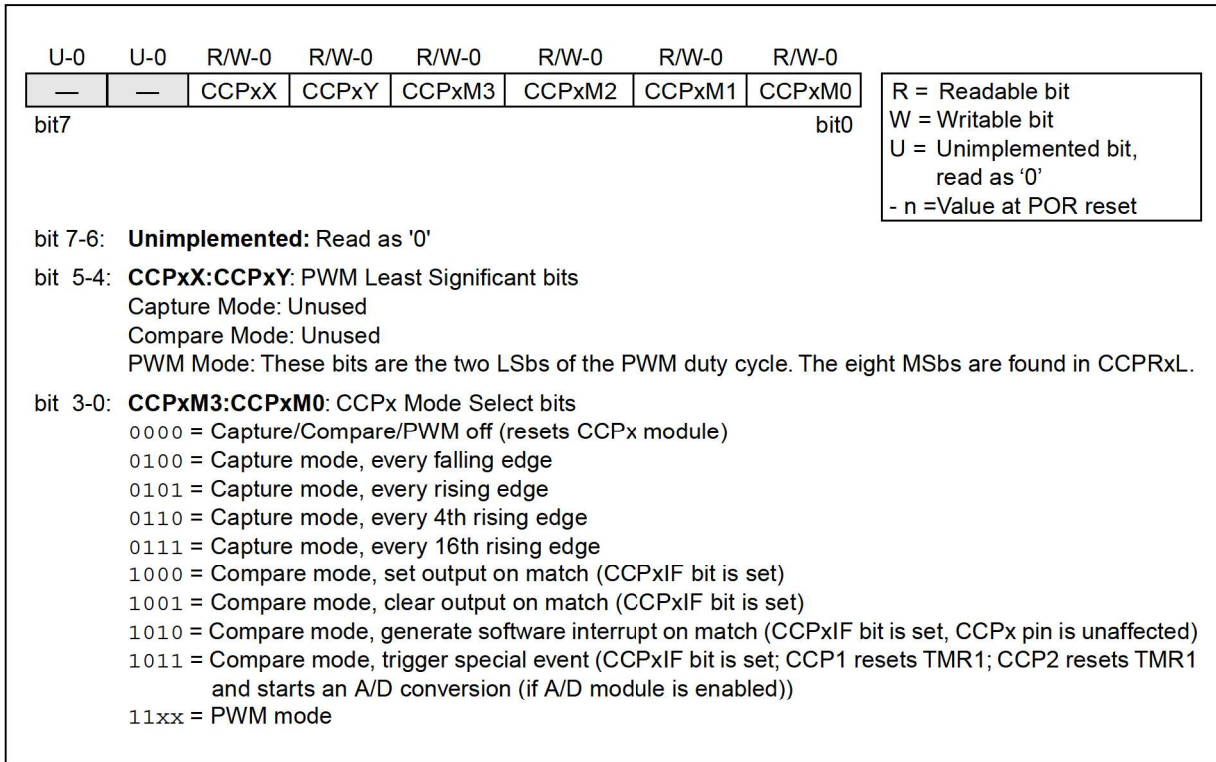 U-0 U-0 R/W-0 R/W-0 R/W-0 R/W-0 R/W-0 R/W-0
— — CCPxX CCPxY CCPxM3 CCPxM2 CCPxM1 CCPxM0
bit7 bit0
R = Readable bit
W = Writable bit
U = Unimplemented bit,
read as ‘0’
- n =Value at POR reset
bit 7-6: Unimplemented: Read as '0'
bit 5-4: CCPxX:CCPxY: PWM Least Significant bits
Capture Mode: Unused
Compare Mode: Unused
PWM Mode: These bits are the two LSbs of the PWM duty cycle. The eight MSbs are found in CCPRxL.
bit 3-0: CCPxM3:CCPxM0: CCPx Mode Select bits
0000 = Capture/Compare/PWM off (resets CCPx module)
0100 = Capture mode, every falling edge
0101 = Capture mode, every rising edge
0110 = Capture mode, every 4th rising edge
0111 = Capture mode, every 16th rising edge
1000 = Compare mode, set output on match (CCPxIF bit is set)
1001 = Compare mode, clear output on match (CCPxIF bit is set)
1010 = Compare mode, generate software interrupt on match (CCPxIF bit is set, CCPx pin is unaffected)
1011 = Compare mode, trigger special event (CCPxIF bit is set; CCP1 resets TMR1; CCP2 resets TMR1
and starts an A/D conversion (if A/D module is enabled))
11xx = PWM mode